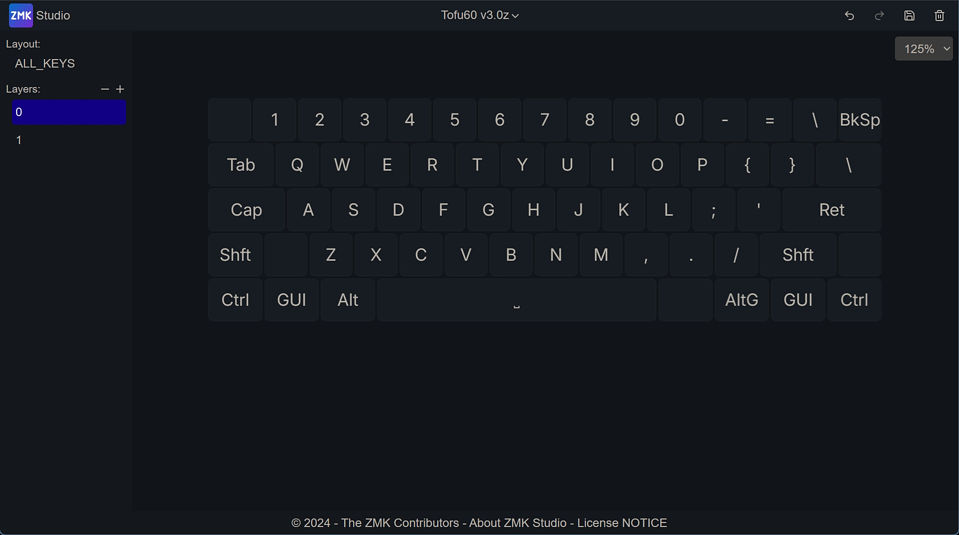 ZMK Studio Tofu60 v3.0z
Layout:
ALL_KEYS
125%
Layers: − +
0
1
1 2 3 4 5 6 7 8 9 0 - = \ BkSp
Tab Q W E R T Y U I O P { } \
Cap A S D F G H J K L ; ' Ret
Shft Z X C V B N M , . / Shft
Ctrl GUI Alt ␣ AltG GUI Ctrl
© 2024 - The ZMK Contributors - About ZMK Studio - License NOTICE